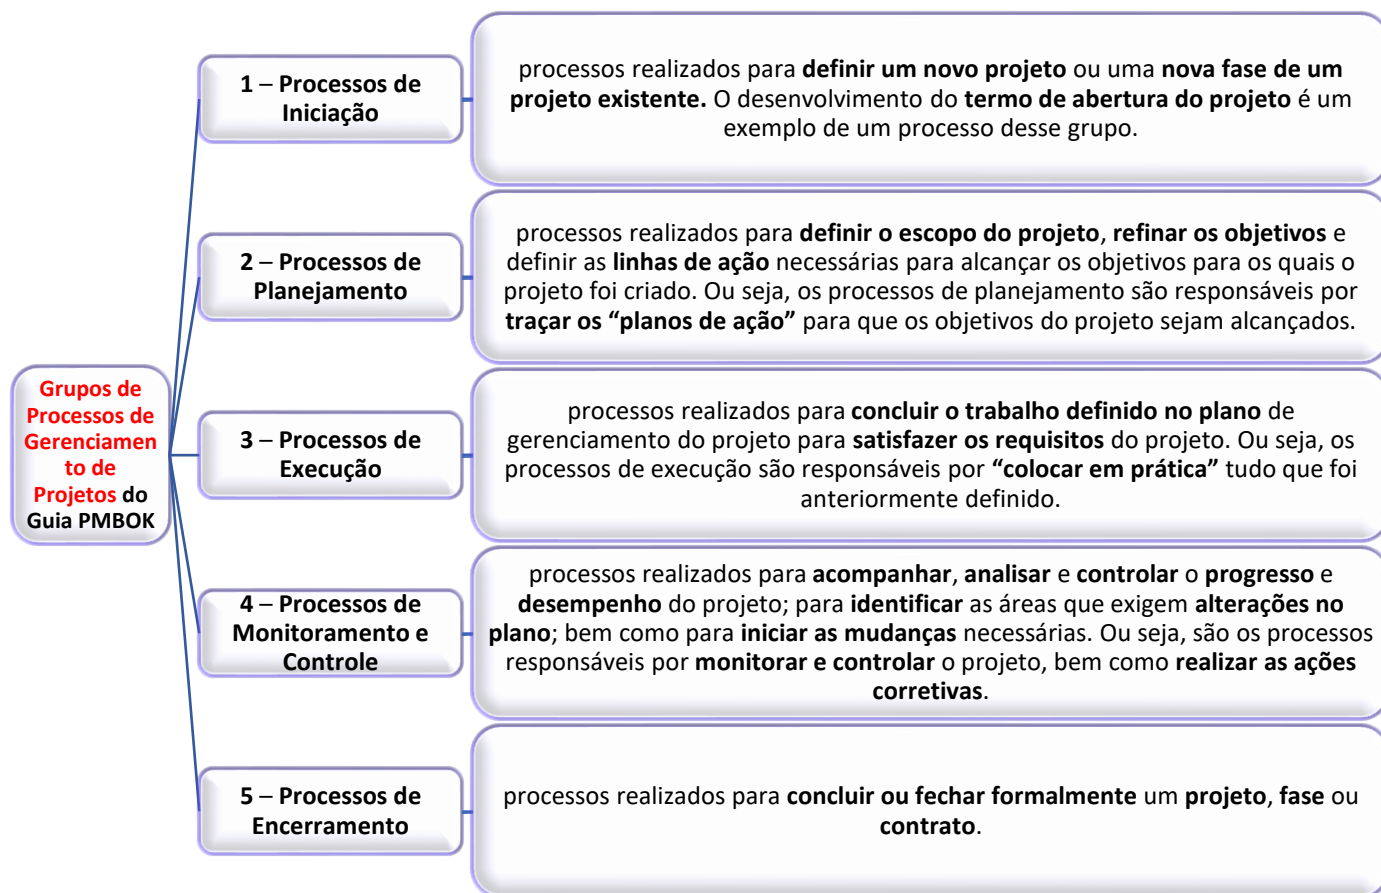 Grupos de
Processos de
Gerenciamen
to de
Projetos do
Guia PMBOK
1 – Processos de
Iniciação
processos realizados para definir um novo projeto ou uma nova fase de um
projeto existente. O desenvolvimento do termo de abertura do projeto é um
exemplo de um processo desse grupo.
2 – Processos de
Planejamento
processos realizados para definir o escopo do projeto, refinar os objetivos e
definir as linhas de ação necessárias para alcançar os objetivos para os quais o
projeto foi criado. Ou seja, os processos de planejamento são responsáveis por
traçar os “planos de ação” para que os objetivos do projeto sejam alcançados.
3 – Processos de
Execução
processos realizados para concluir o trabalho definido no plano de
gerenciamento do projeto para satisfazer os requisitos do projeto. Ou seja, os
processos de execução são responsáveis por “colocar em prática” tudo que foi
anteriormente definido.
4 – Processos de
Monitoramento e
Controle
processos realizados para acompanhar, analisar e controlar o progresso e
desempenho do projeto; para identificar as áreas que exigem alterações no
plano; bem como para iniciar as mudanças necessárias. Ou seja, são os processos
responsáveis por monitorar e controlar o projeto, bem como realizar as ações
corretivas.
5 – Processos de
Encerramento
processos realizados para concluir ou fechar formalmente um projeto, fase ou
contrato.